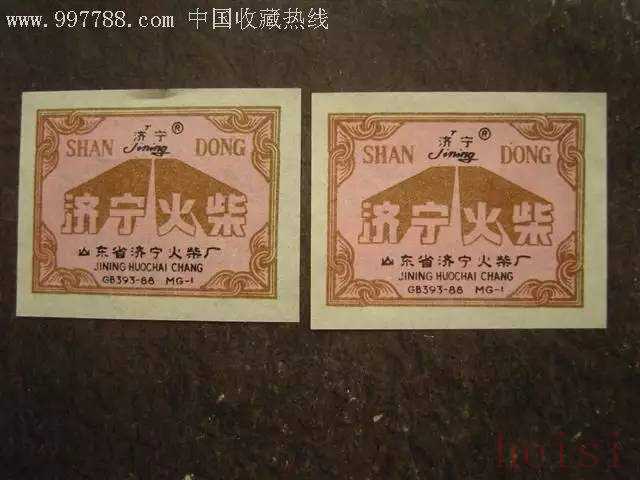 www.997788.com 中国收藏热线
济宁®
Jining
SHAN DONG
济宁火柴
山东省济宁火柴厂
JINING HUOCHAI CHANG
GB393-88 MG-1
济宁®
Jining
SHAN DONG
济宁火柴
山东省济宁火柴厂
JINING HUOCHAI CHANG
GB393-88 MG-1
heisi